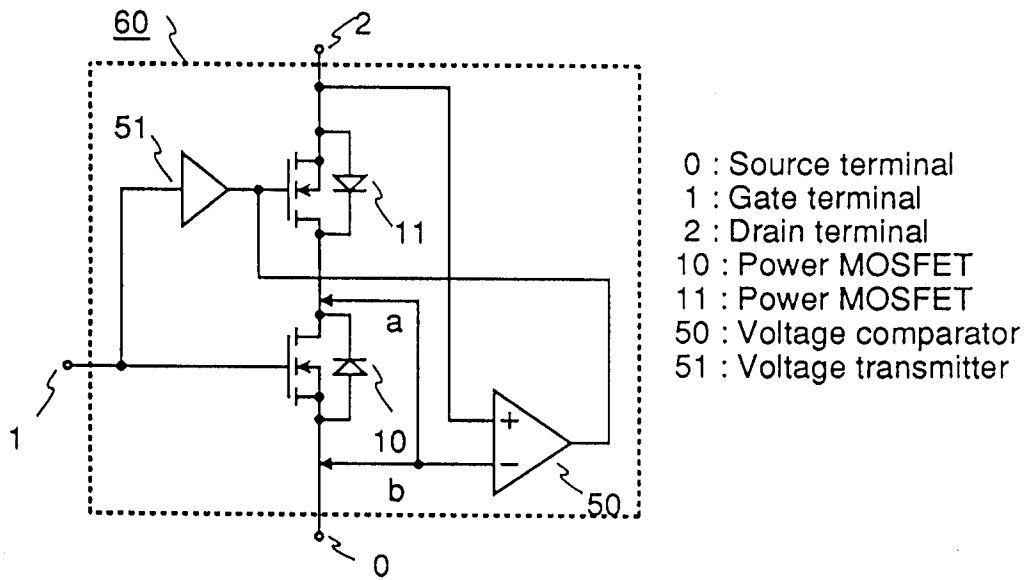 60
2
51
11
a
1
10
+
−
b
50
0
0 : Source terminal
1 : Gate terminal
2 : Drain terminal
10 : Power MOSFET
11 : Power MOSFET
50 : Voltage comparator
51 : Voltage transmitter